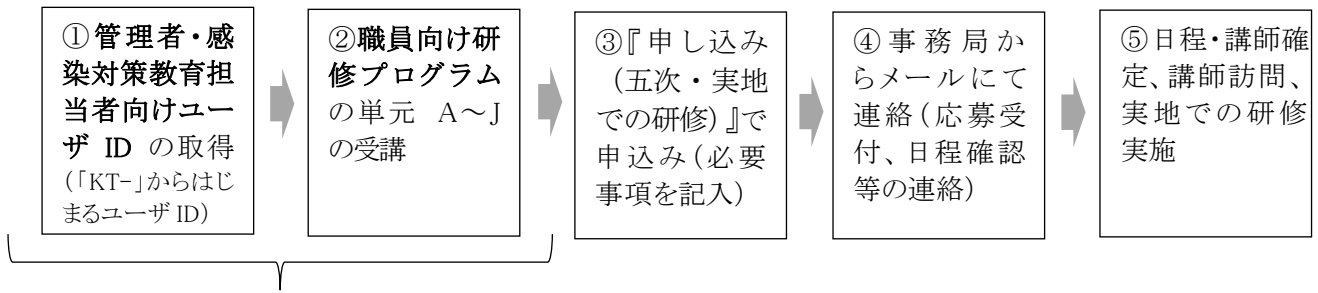 ①管理者・感
染対策教育担
当者向けユー
ザ ID の取得
（「KT-」からはじ
まるユーザ ID）
②職員向け研
修プログラム
の単元 A～J
の受講
③『申し込み
（五次・実地
での研修）』で
申込み（必要
事項を記入）
④事務局か
らメールにて
連絡（応募受
付、日程確認
等の連絡）
⑤日程・講師確
定、講師訪問、
実地での研修
実施